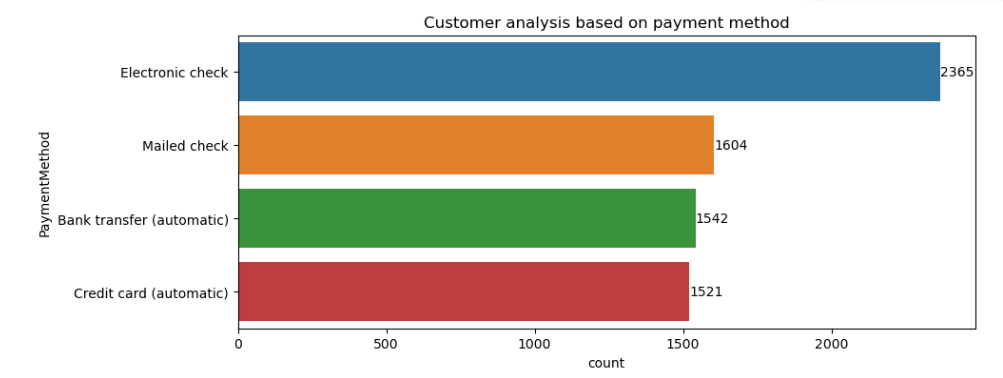 Customer analysis based on payment method
PaymentMethod
Electronic check 2365
Mailed check 1604
Bank transfer (automatic) 1542
Credit card (automatic) 1521
0 500 1000 1500 2000
count